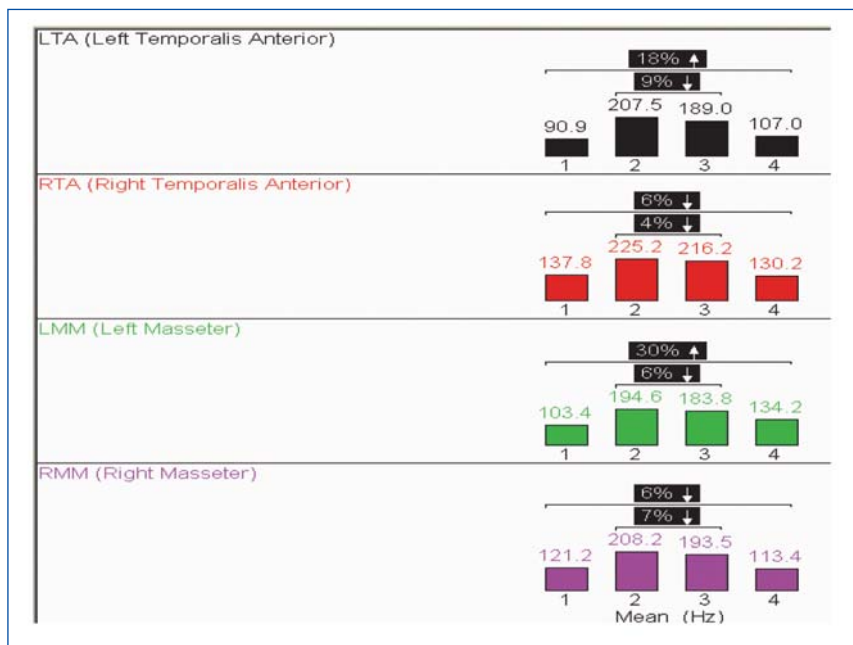 LTA (Left Temporalis Anterior)
18% ↑
9% ↓
90.9 207.5 189.0 107.0
1 2 3 4
RTA (Right Temporalis Anterior)
6% ↓
4% ↓
137.8 225.2 216.2 130.2
1 2 3 4
LMM (Left Masseter)
30% ↑
6% ↓
103.4 194.6 183.8 134.2
1 2 3 4
RMM (Right Masseter)
6% ↓
7% ↓
121.2 208.2 193.5 113.4
1 2 3 4
Mean (Hz)